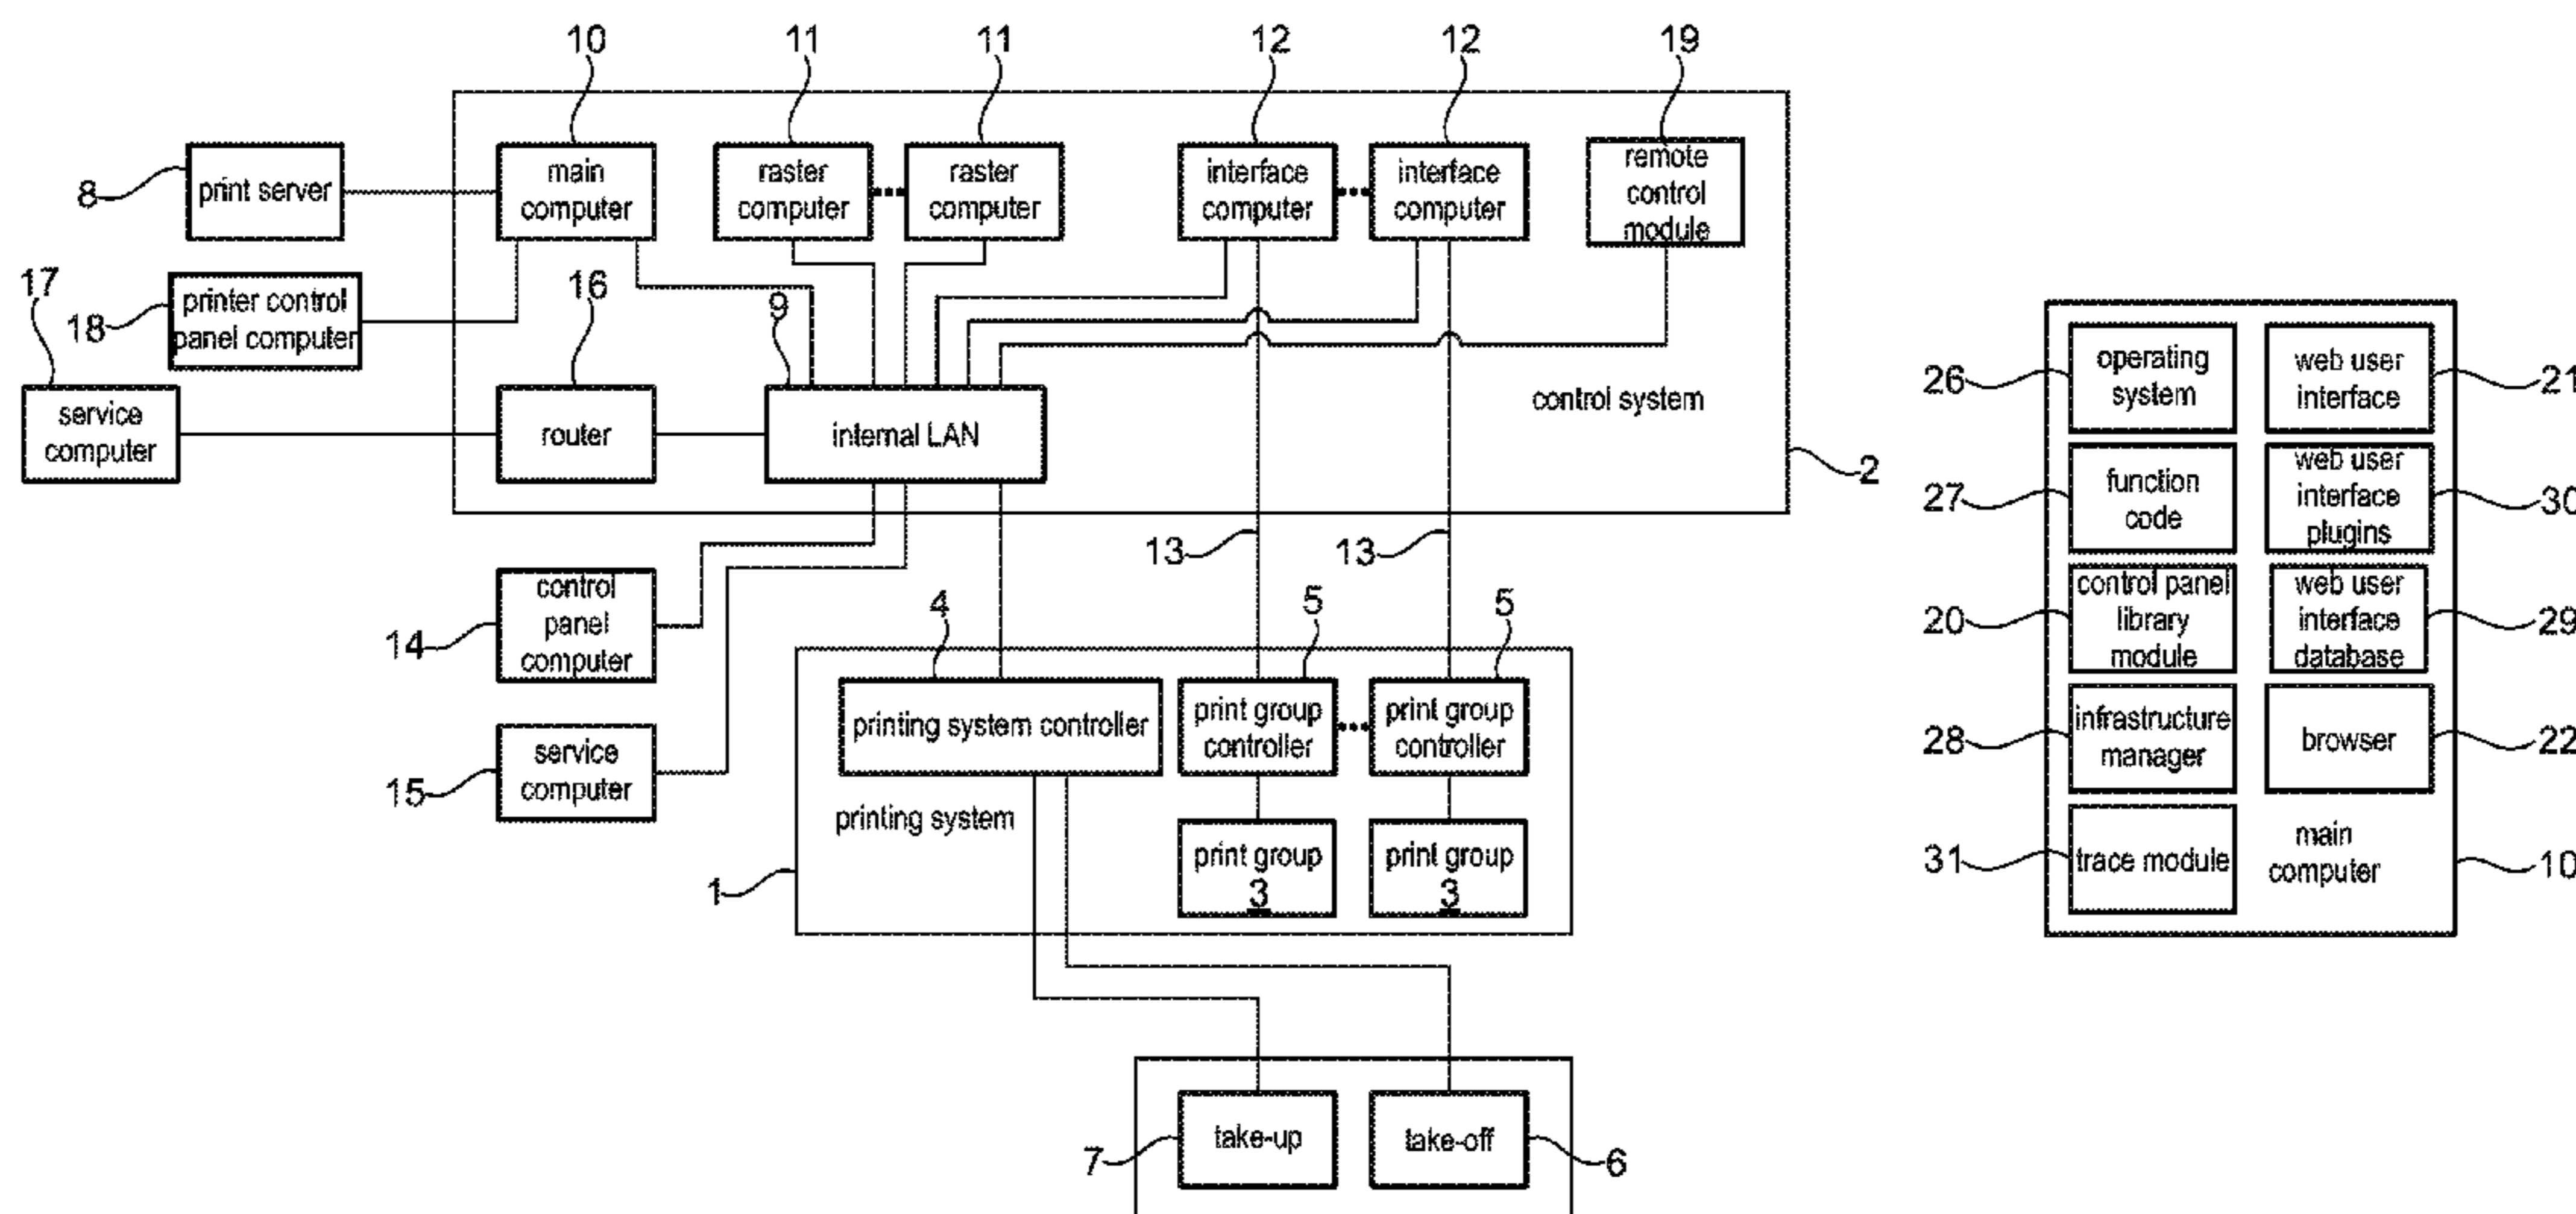 10
11
11
12
12
19
8
print server
main
computer
raster
computer
raster
computer
interface
computer
interface
computer
remote
control
module
17
18
printer control
panel computer
16
9
service
computer
router
internal LAN
control system
2
13
13
14
control
panel
computer
4
5
5
15
service
computer
printing system controller
print group
controller
print group
controller
printing system
1
print group
3
print group
3
7
take-up
take-off
6
26
operating
system
web user
interface
21
27
function
code
web user
interface
plugins
30
20
control panel
library
module
web user
interface
database
29
28
infrastructure
manager
browser
22
31
trace module
main
computer
10